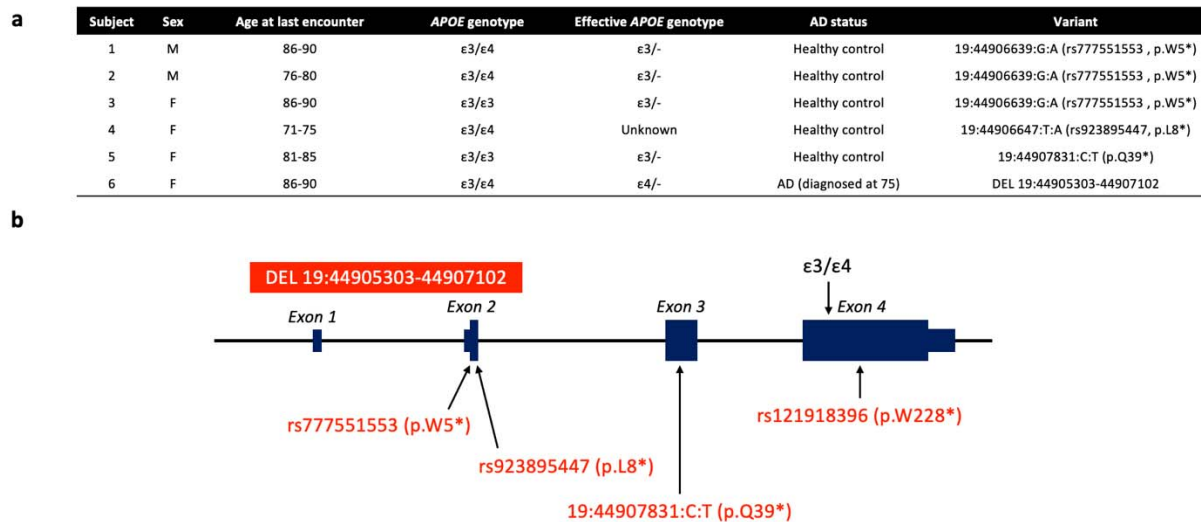 a
Subject Sex Age at last encounter APOE genotype Effective APOE genotype AD status Variant
1 M 86-90 ε3/ε4 ε3/- Healthy control 19:44906639:G:A (rs777551553 , p.W5*)
2 M 76-80 ε3/ε4 ε3/- Healthy control 19:44906639:G:A (rs777551553 , p.W5*)
3 F 86-90 ε3/ε3 ε3/- Healthy control 19:44906639:G:A (rs777551553 , p.W5*)
4 F 71-75 ε3/ε4 Unknown Healthy control 19:44906647:T:A (rs923895447, p.L8*)
5 F 81-85 ε3/ε3 ε3/- Healthy control 19:44907831:C:T (p.Q39*)
6 F 86-90 ε3/ε4 ε4/- AD (diagnosed at 75) DEL 19:44905303-44907102
b
DEL 19:44905303-44907102
ε3/ε4
Exon 1 Exon 2 Exon 3 Exon 4
rs777551553 (p.W5*)
rs121918396 (p.W228*)
rs923895447 (p.L8*)
19:44907831:C:T (p.Q39*)